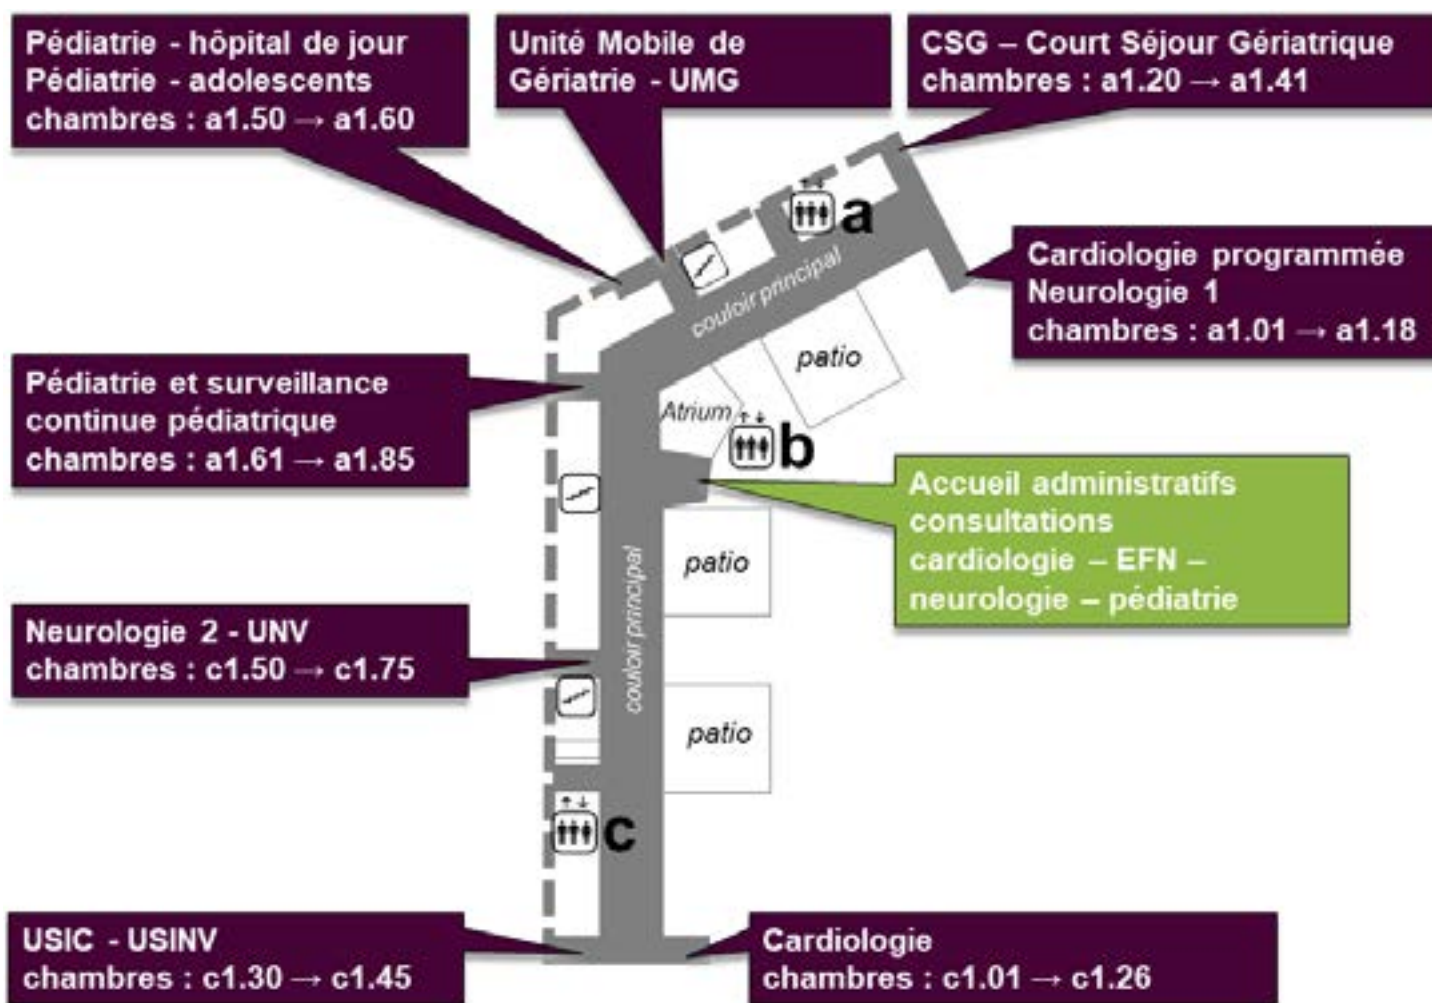 Pédiatrie - hôpital de jour
Pédiatrie - adolescents
chambres : a1.50 → a1.60
Unité Mobile de
Gériatrie - UMG
CSG – Court Séjour Gériatrique
chambres : a1.20 → a1.41
a
couloir principal
Cardiologie programmée
Neurologie 1
chambres : a1.01 → a1.18
patio
Pédiatrie et surveillance
continue pédiatrique
chambres : a1.61 → a1.85
Atrium
b
Accueil administratifs
consultations
cardiologie – EFN –
neurologie – pédiatrie
patio
couloir principal
Neurologie 2 - UNV
chambres : c1.50 → c1.75
patio
c
USIC - USINV
chambres : c1.30 → c1.45
Cardiologie
chambres : c1.01 → c1.26